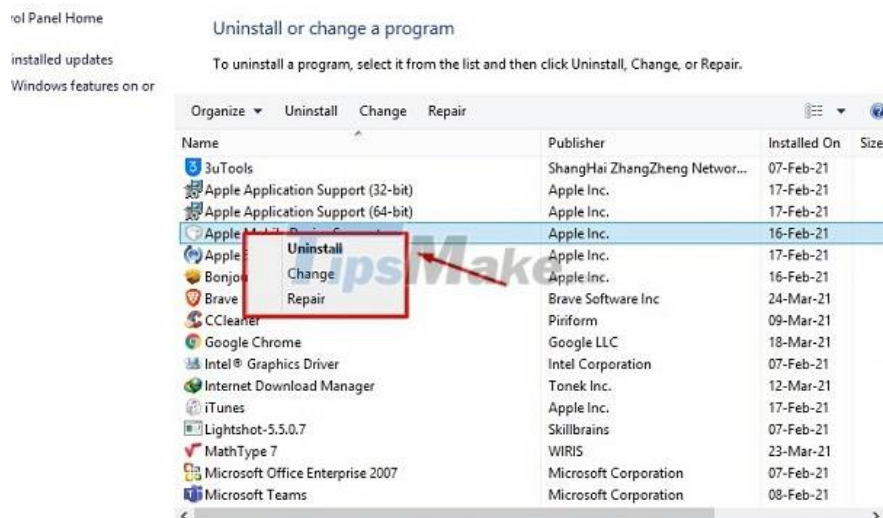 ol Panel Home
installed updates
Windows features on or
Uninstall or change a program
To uninstall a program, select it from the list and then click Uninstall, Change, or Repair.
Organize Uninstall Change Repair
Name Publisher Installed On Size
3uTools ShangHai ZhangZheng Networ... 07-Feb-21
Apple Application Support (32-bit) Apple Inc. 17-Feb-21
Apple Application Support (64-bit) Apple Inc. 17-Feb-21
Apple Apple Inc. 16-Feb-21
Apple Apple Inc. 17-Feb-21
Bonjou Apple Inc. 16-Feb-21
Brave Brave Software Inc 24-Mar-21
CCleaner Piriform 09-Mar-21
Google Chrome Google LLC 18-Mar-21
Intel® Graphics Driver Intel Corporation 07-Feb-21
Internet Download Manager Tonek Inc. 12-Mar-21
iTunes Apple Inc. 17-Feb-21
Lightshot-5.5.0.7 Skillbrains 07-Feb-21
MathType 7 WIRIS 23-Mar-21
Microsoft Office Enterprise 2007 Microsoft Corporation 07-Feb-21
Microsoft Teams Microsoft Corporation 08-Feb-21
Uninstall
Change
Repair
TipsMake